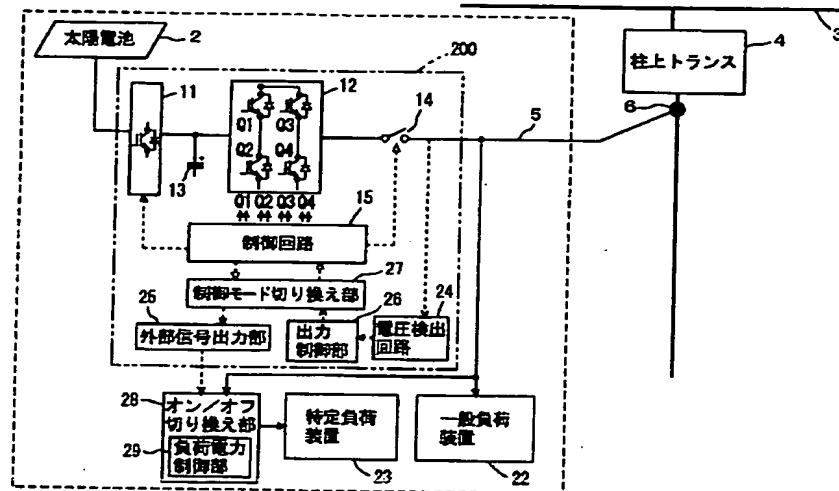 太陽電池
2
200
3
4
柱上トランス
6
11
12
14
5
Q1
Q3
Q2
Q4
13
Q1 Q2 Q3 Q4
15
制御回路
27
制御モード切り換え部
25
26
24
外部信号出力部
出力
制御部
電圧検出
回路
28
オン/オフ
切り換え部
29
負荷電力
制御部
特定負荷
装置
23
一般負荷
装置
22